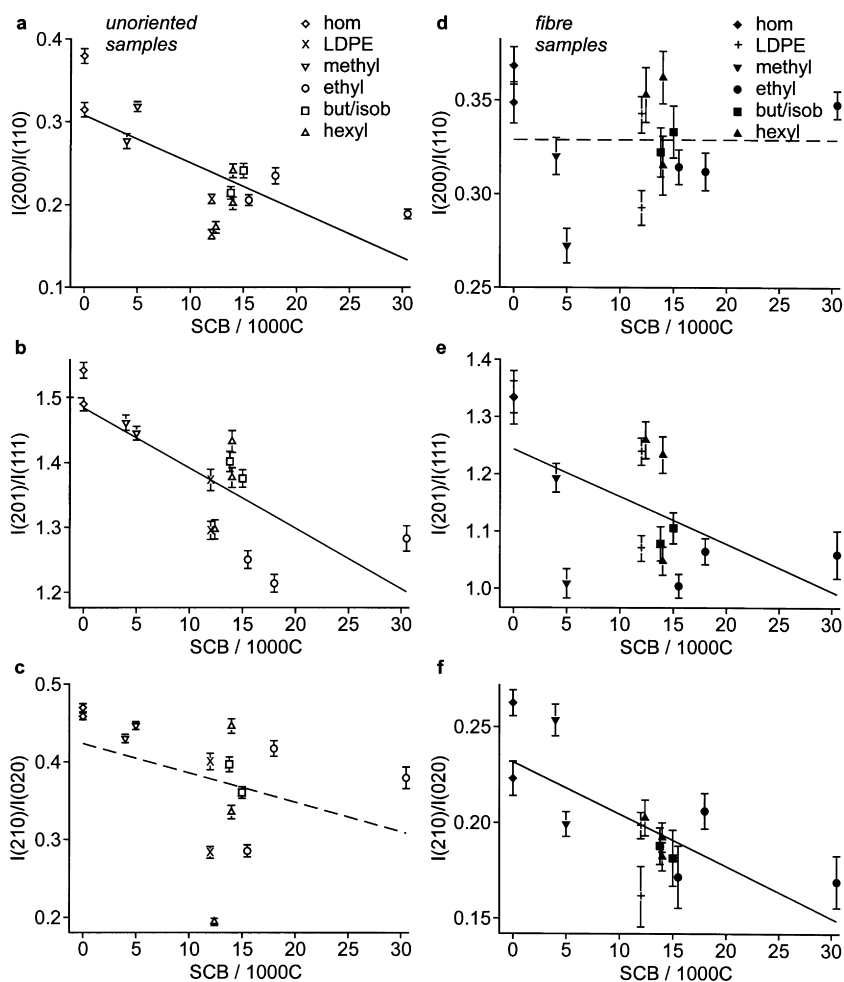 a
unoriented
samples
hom
LDPE
methyl
ethyl
but/isob
hexyl
0.4
0.3
0.2
0.1
I(200)/I(110)
0 5 10 15 20 25 30
SCB / 1000C
d
fibre
samples
hom
LDPE
methyl
ethyl
but/isob
hexyl
0.35
0.30
0.25
I(200)/I(110)
0 5 10 15 20 25 30
SCB / 1000C
b
1.5
1.4
1.3
1.2
I(201)/I(111)
0 5 10 15 20 25 30
SCB / 1000C
e
1.4
1.3
1.2
1.1
1.0
I(201)/I(111)
0 5 10 15 20 25 30
SCB / 1000C
c
0.5
0.4
0.3
0.2
I(210)/I(020)
0 5 10 15 20 25 30
SCB / 1000C
f
0.25
0.20
0.15
I(210)/I(020)
0 5 10 15 20 25 30
SCB / 1000C